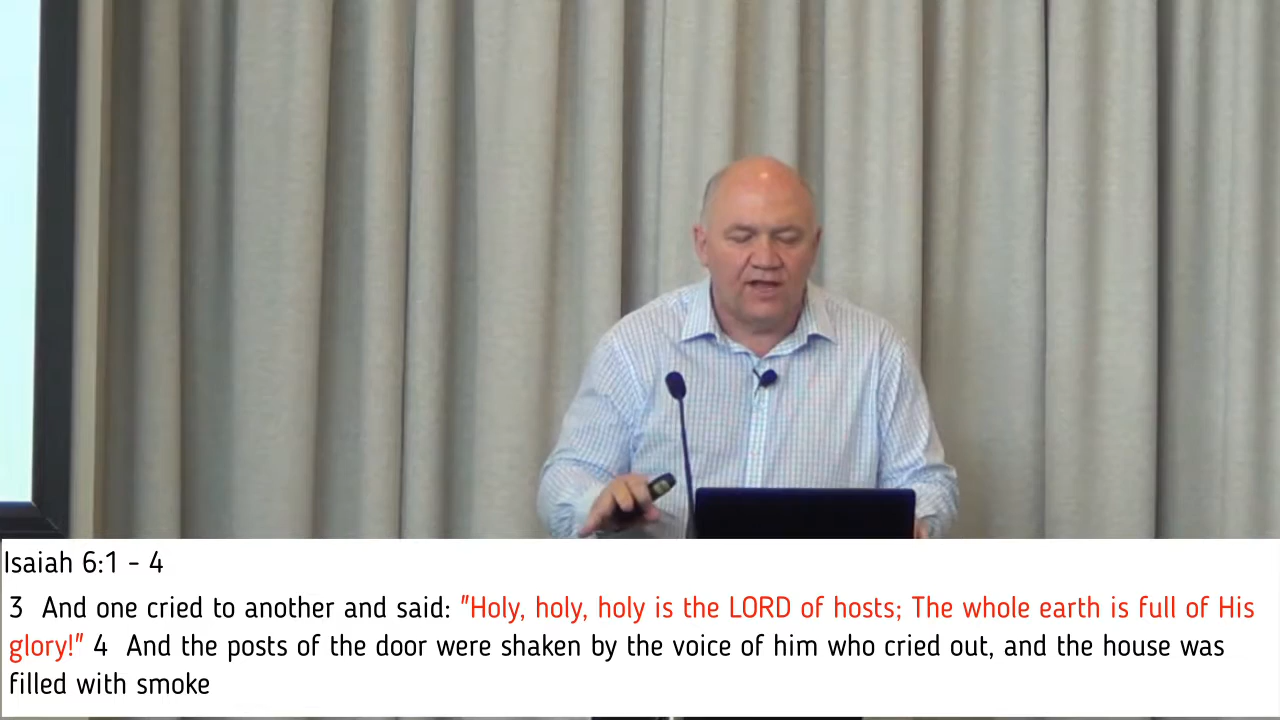 Isaiah 6:1 - 4
3 And one cried to another and said: "Holy, holy, holy is the LORD of hosts; The whole earth is full of His
glory!" 4 And the posts of the door were shaken by the voice of him who cried out, and the house was
filled with smoke